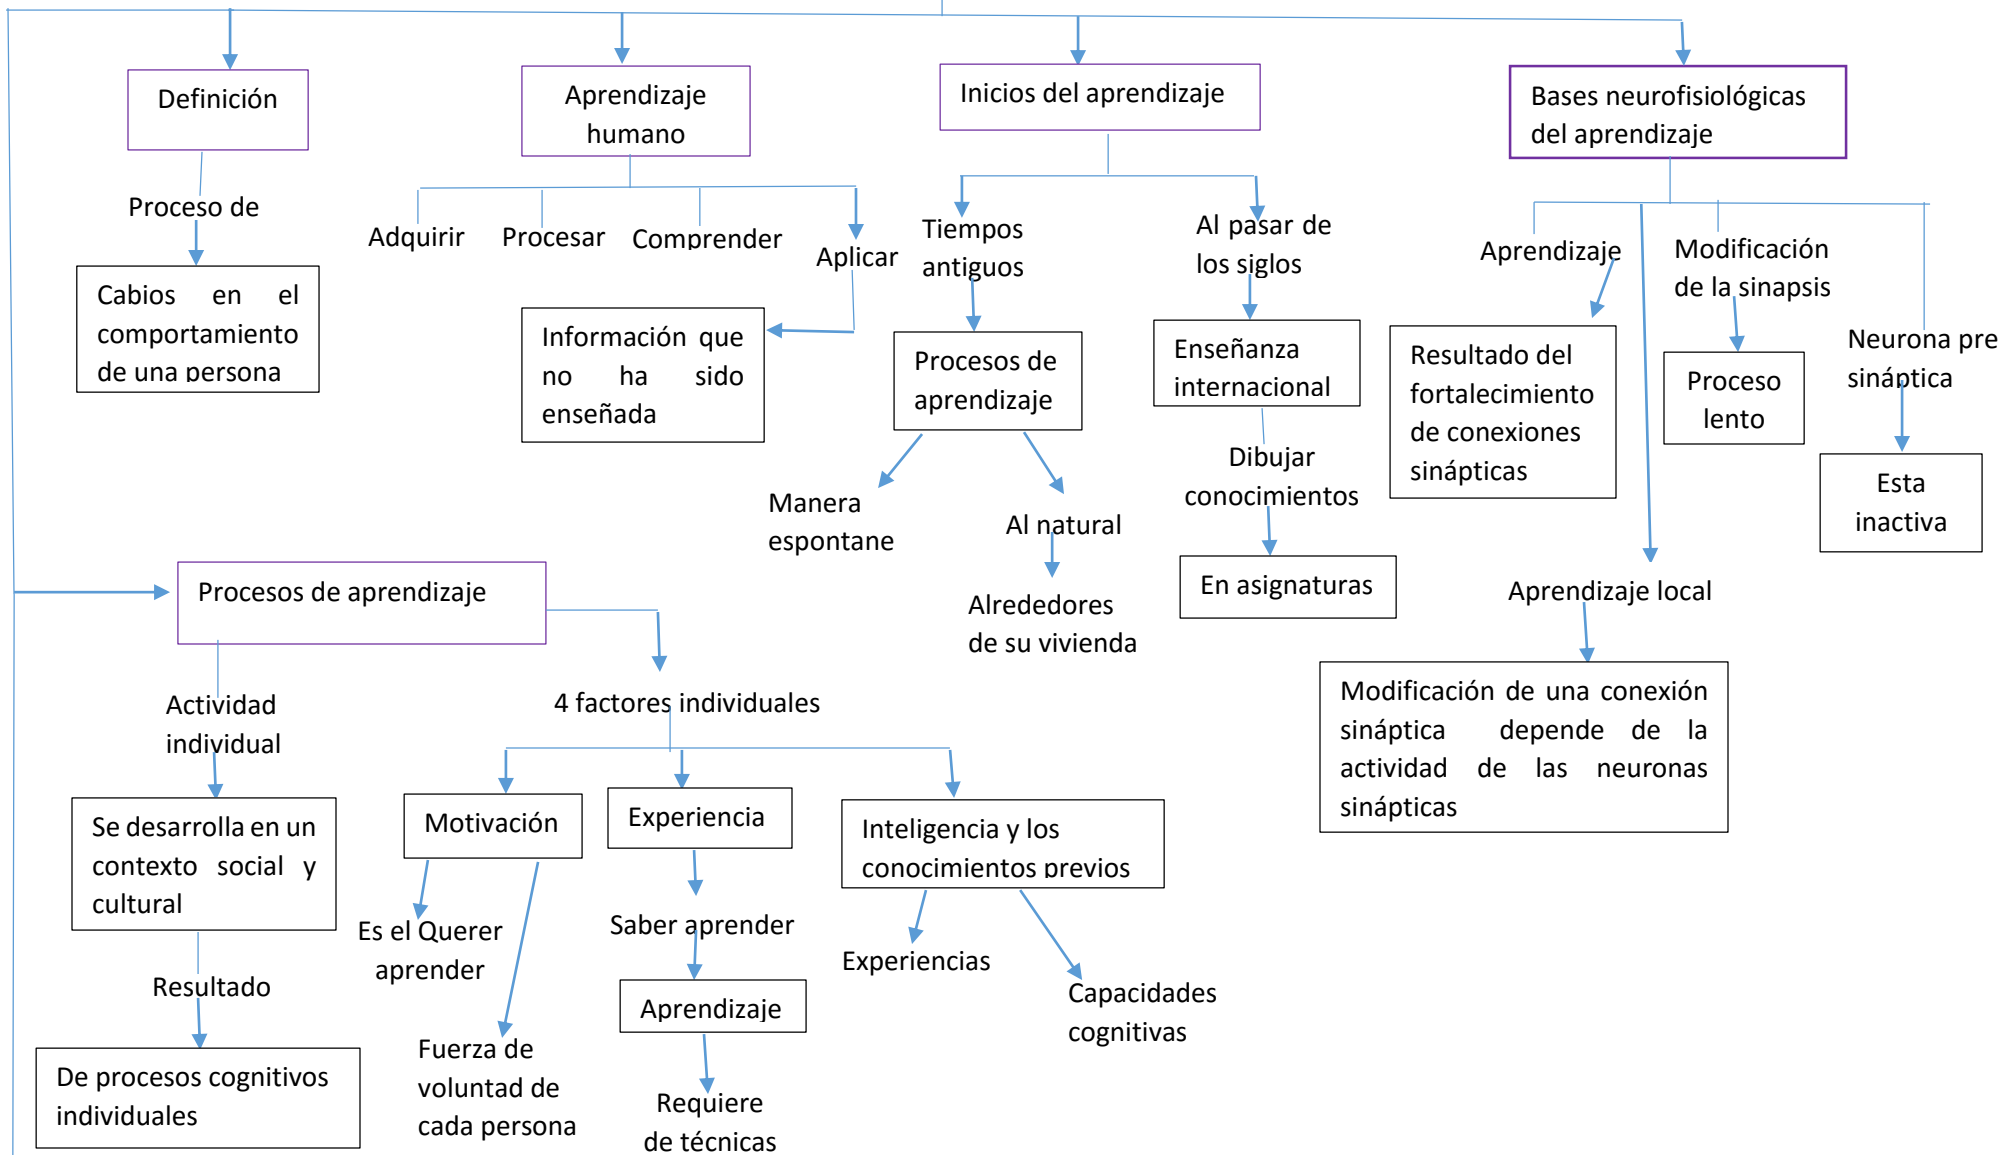 Definición
Proceso de
Cabios en el
comportamiento
de una persona
Aprendizaje
humano
Adquirir
Procesar
Comprender
Aplicar
Información que
no ha sido
enseñada
Inicios del aprendizaje
Tiempos
antiguos
Procesos de
aprendizaje
Manera
espontane
Al natural
Alrededores
de su vivienda
Al pasar de
los siglos
Enseñanza
internacional
Dibujar
conocimientos
En asignaturas
Bases neurofisiológicas
del aprendizaje
Aprendizaje
Resultado del
fortalecimiento
de conexiones
sinápticas
Modificación
de la sinapsis
Proceso
lento
Neurona pre
sináptica
Esta
inactiva
Aprendizaje local
Modificación de una conexión
sináptica depende de la
actividad de las neuronas
sinápticas
Procesos de aprendizaje
Actividad
individual
Se desarrolla en un
contexto social y
cultural
Resultado
De procesos cognitivos
individuales
4 factores individuales
Motivación
Es el Querer
aprender
Fuerza de
voluntad de
cada persona
Experiencia
Saber aprender
Aprendizaje
Requiere
de técnicas
Inteligencia y los
conocimientos previos
Experiencias
Capacidades
cognitivas